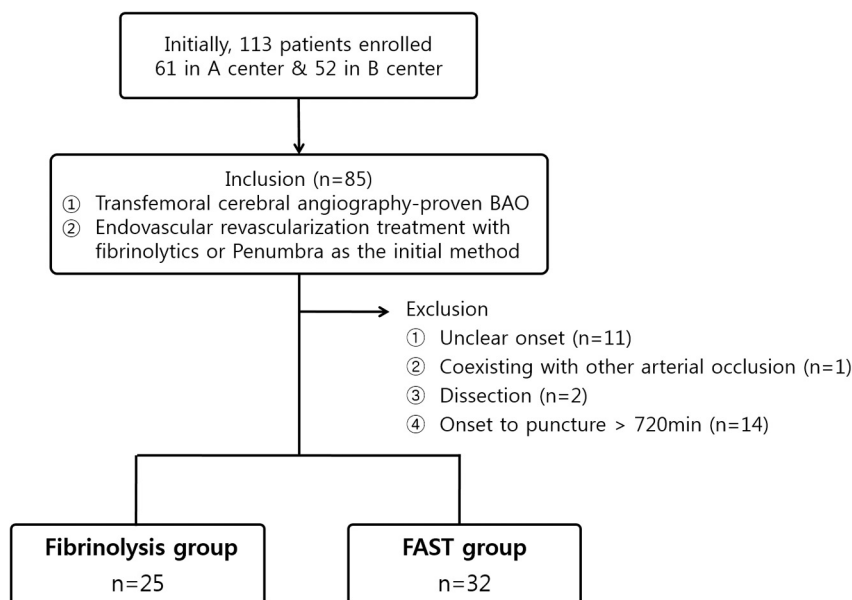 Initially, 113 patients enrolled
61 in A center & 52 in B center
Inclusion (n=85)
① Transfemoral cerebral angiography-proven BAO
② Endovascular revascularization treatment with
fibrinolytics or Penumbra as the initial method
Exclusion
① Unclear onset (n=11)
② Coexisting with other arterial occlusion (n=1)
③ Dissection (n=2)
④ Onset to puncture > 720min (n=14)
Fibrinolysis group
n=25
FAST group
n=32